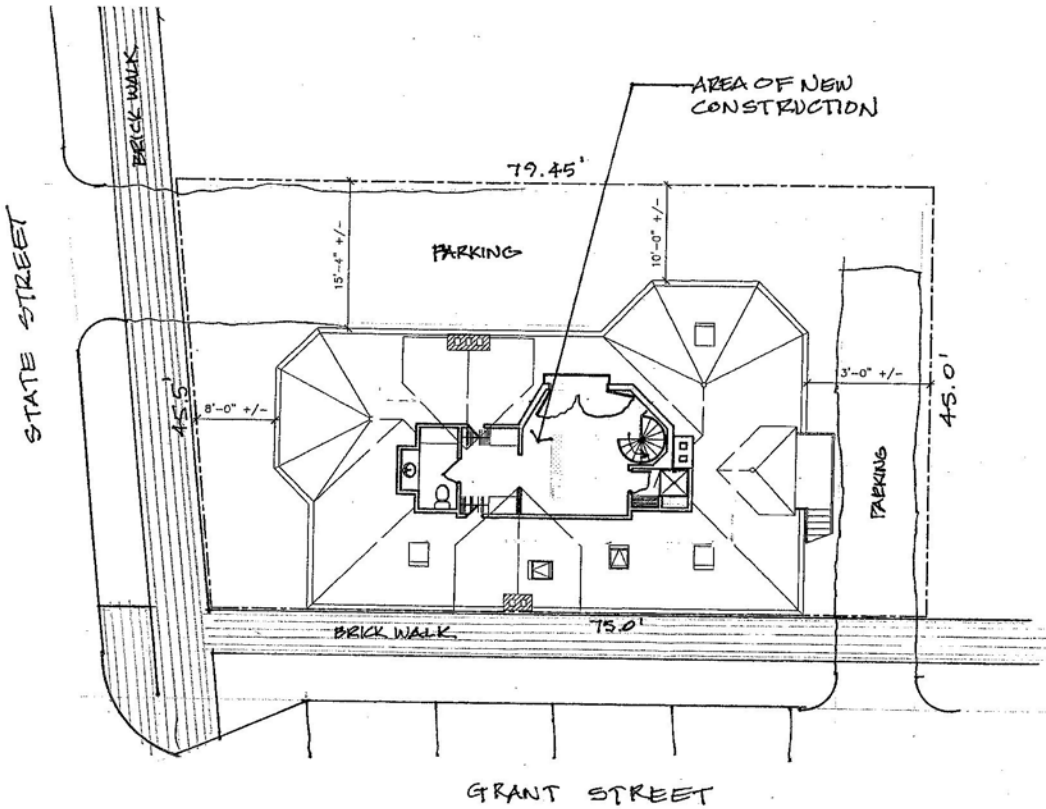 BRICK WALK
AREA OF NEW
CONSTRUCTION
79.45'
STATE STREET
15'-4" +/-
PARKING
10'-0" +/-
45.5'
8'-0" +/-
3'-0" +/-
45.0'
PARKING
BRICK WALK
75.0'
GRANT STREET